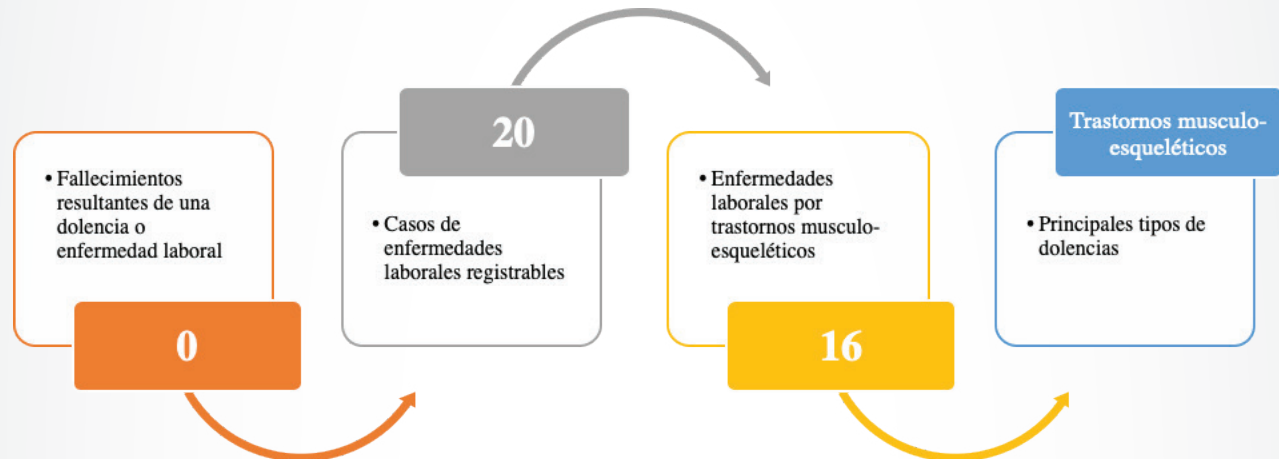 • Fallecimientos
resultantes de una
dolencia o
enfermedad laboral
0
20
• Casos de
enfermedades
laborales registrables
• Enfermedades
laborales por
trastornos musculo-
esqueléticos
16
Trastornos musculo-
esqueléticos
• Principales tipos de
dolencias